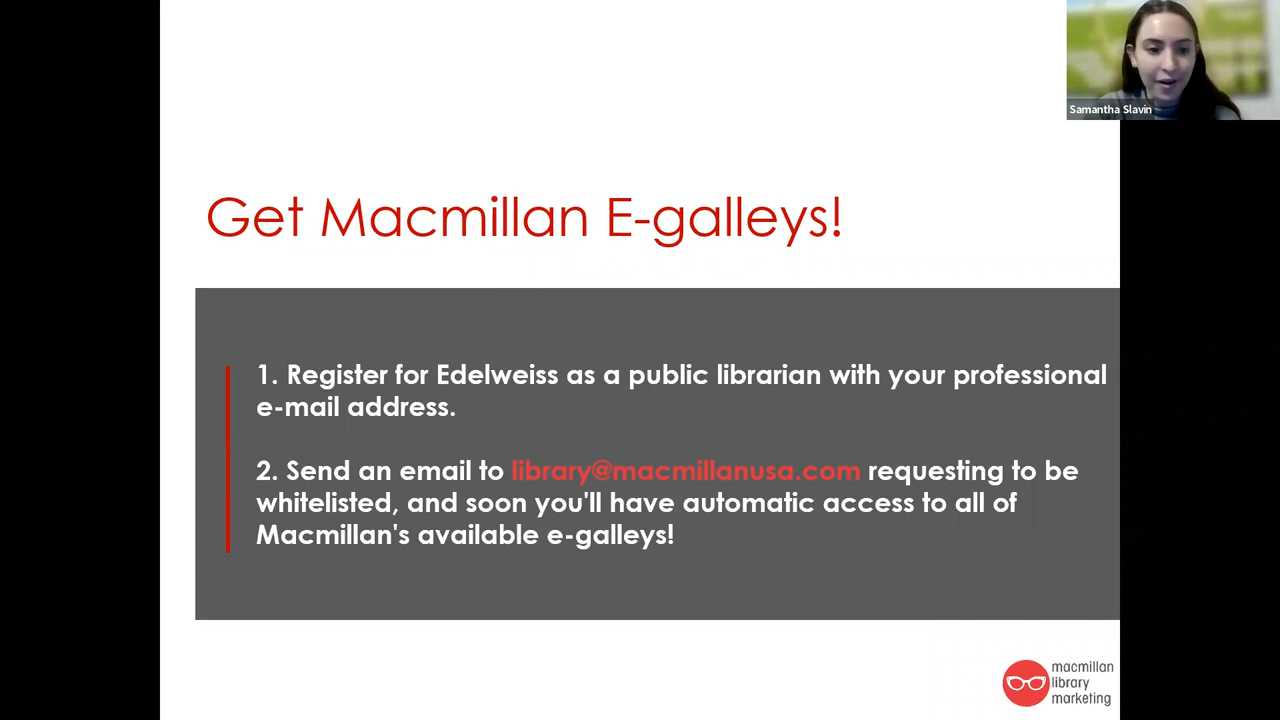 Samantha Slavin
Get Macmillan E-galleys!
1. Register for Edelweiss as a public librarian with your professional
e-mail address.
2. Send an email to library@macmillanusa.com requesting to be
whitelisted, and soon you'll have automatic access to all of
Macmillan's available e-galleys!
macmillan
library
marketing